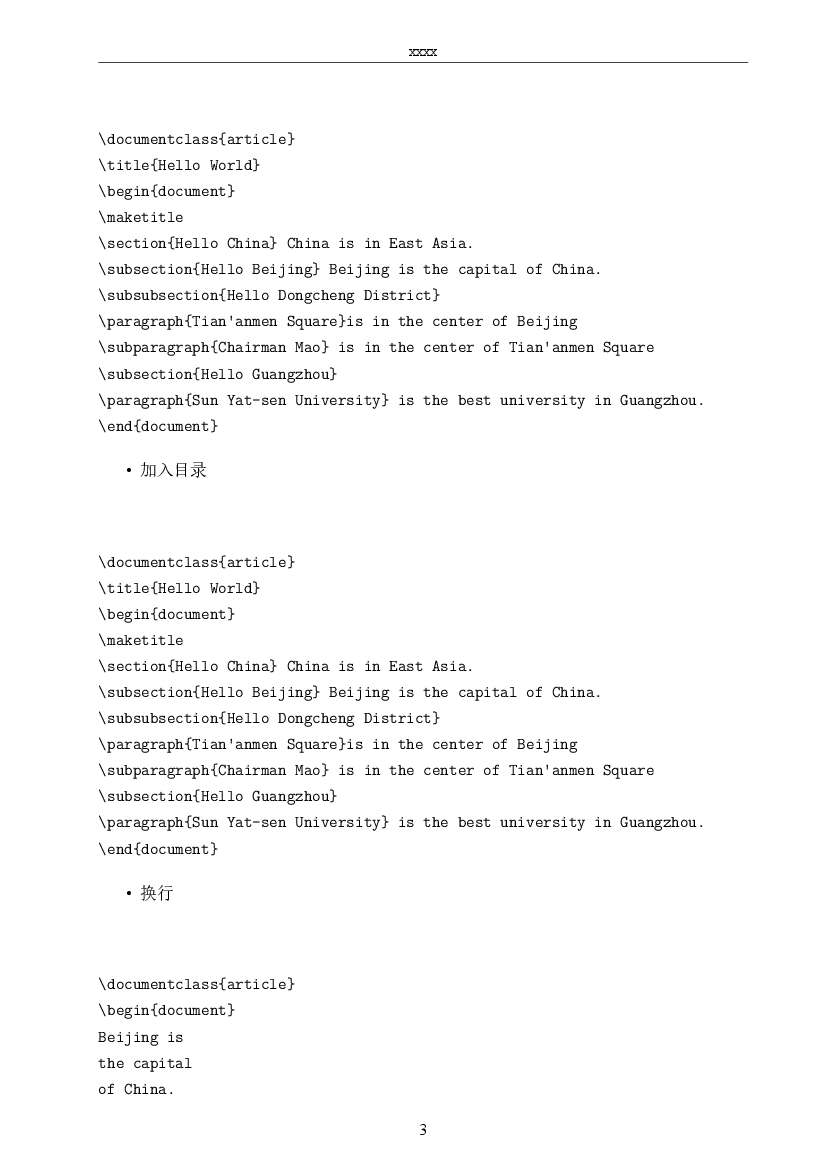 xxxx
\documentclass{article}
\title{Hello World}
\begin{document}
\maketitle
\section{Hello China} China is in East Asia.
\subsection{Hello Beijing} Beijing is the capital of China.
\subsubsection{Hello Dongcheng District}
\paragraph{Tian'anmen Square}is in the center of Beijing
\subparagraph{Chairman Mao} is in the center of Tian'anmen Square
\subsection{Hello Guangzhou}
\paragraph{Sun Yat-sen University} is the best university in Guangzhou.
\end{document}
• 加入目录
\documentclass{article}
\title{Hello World}
\begin{document}
\maketitle
\section{Hello China} China is in East Asia.
\subsection{Hello Beijing} Beijing is the capital of China.
\subsubsection{Hello Dongcheng District}
\paragraph{Tian'anmen Square}is in the center of Beijing
\subparagraph{Chairman Mao} is in the center of Tian'anmen Square
\subsection{Hello Guangzhou}
\paragraph{Sun Yat-sen University} is the best university in Guangzhou.
\end{document}
• 换行
\documentclass{article}
\begin{document}
Beijing is
the capital
of China.
3